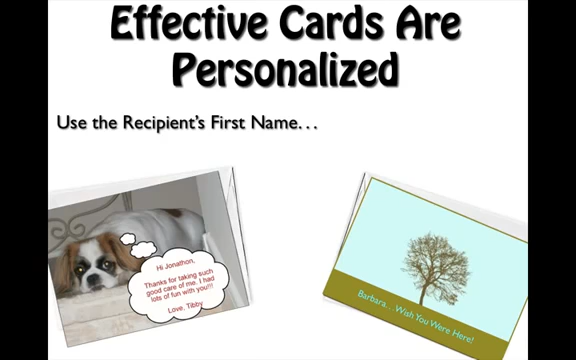 Effective Cards Are
Personalized
Use the Recipient's First Name...
Hi Jonathon,
Thanks for taking such
good care of me. I had
lots of fun with you!!!
Love, Tibby
Barbara...Wish You Were Here!